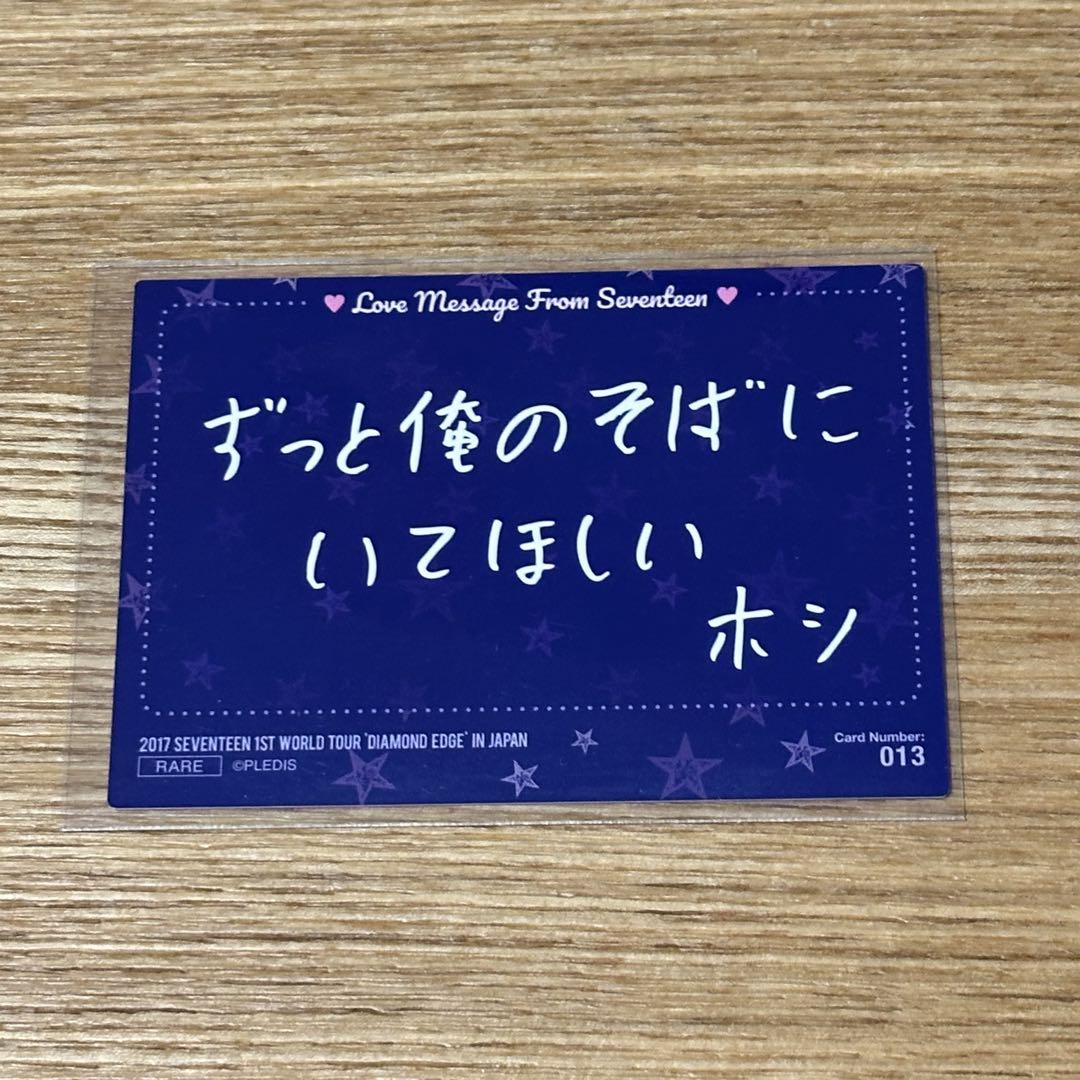 Love Message From Seventeen
ずっと俺のそばに
いてほしい
ホシ
2017 SEVENTEEN 1ST WORLD TOUR 'DIAMOND EDGE' IN JAPAN
RARE ©PLEDIS
Card Number:
013